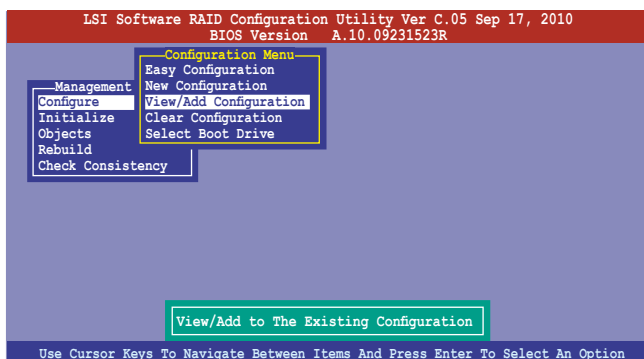 LSI Software RAID Configuration Utility Ver C.05 Sep 17, 2010
BIOS Version A.10.09231523R
Configuration Menu
Easy Configuration
New Configuration
View/Add Configuration
Clear Configuration
Select Boot Drive
Management
Configure
Initialize
Objects
Rebuild
Check Consistency
View/Add to The Existing Configuration
Use Cursor Keys To Navigate Between Items And Press Enter To Select An Option